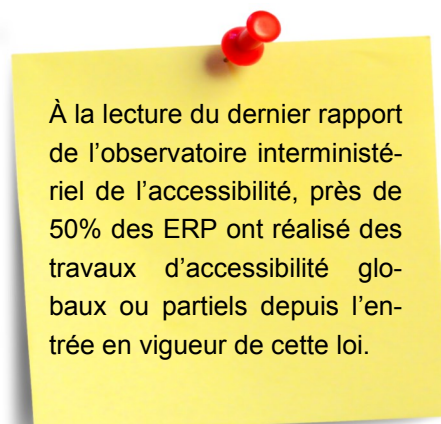 À la lecture du dernier rapport
de l’observatoire interministé-
riel de l’accessibilité, près de
50% des ERP ont réalisé des
travaux d’accessibilité glo-
baux ou partiels depuis l’en-
trée en vigueur de cette loi.